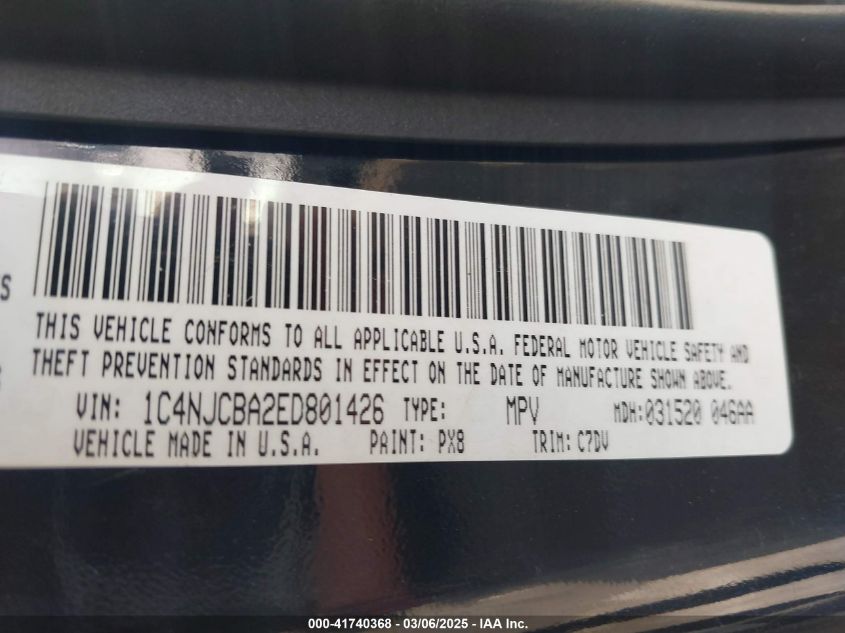 S
THIS VEHICLE CONFORMS TO ALL APPLICABLE U.S.A. FEDERAL MOTOR VEHICLE SAFETY AND
THEFT PREVENTION STANDARDS IN EFFECT ON THE DATE OF MANUFACTURE SHOWN ABOVE.
VIN: 1C4NJCBA2ED801426 TYPE: MPV MDH:031520 046AA
VEHICLE MADE IN U.S.A. PAINT: PX8 TRIM: C7DV
000-41740368 - 03/06/2025 - IAA Inc.